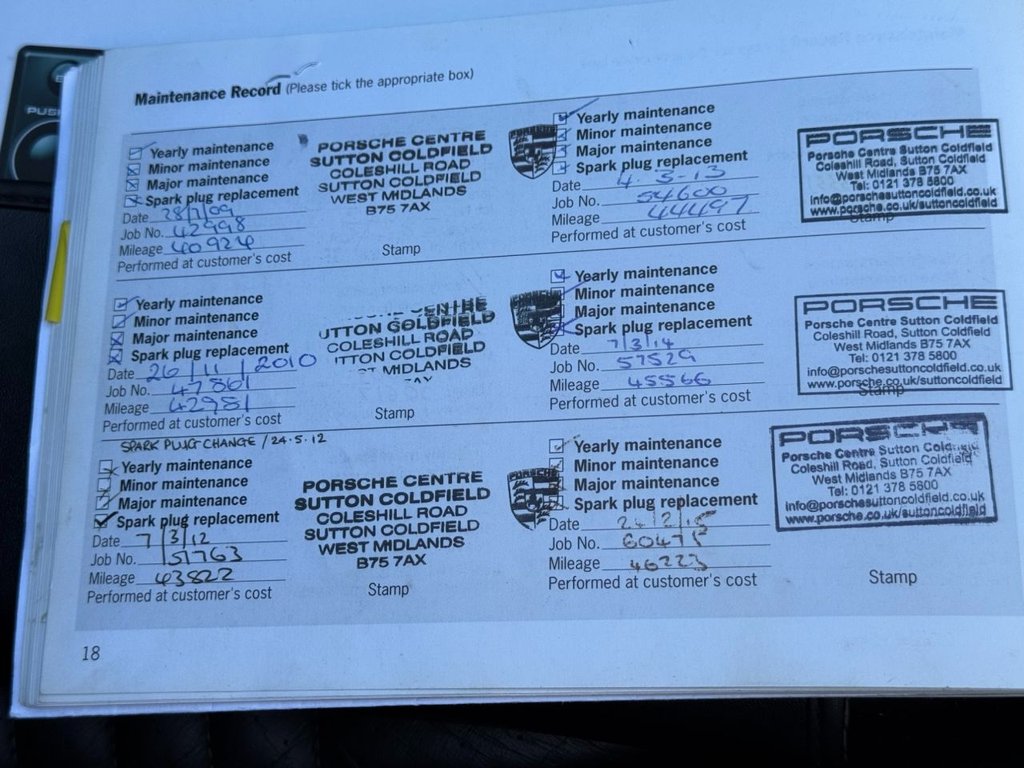 PUSH
Maintenance Record (Please tick the appropriate box)
Yearly maintenance
Minor maintenance
Major maintenance
Spark plug replacement
Date 28/1/09
Job No. 42998
Mileage 40924
Performed at customer's cost
PORSCHE CENTRE
SUTTON COLDFIELD
COLESHILL ROAD
SUTTON COLDFIELD
WEST MIDLANDS
B75 7AX
Stamp
Yearly maintenance
Minor maintenance
Major maintenance
Spark plug replacement
Date 4.3.13
Job No. 54600
Mileage 44497
Performed at customer's cost
PORSCHE
Porsche Centre Sutton Coldfield
Coleshill Road, Sutton Coldfield
West Midlands B75 7AX
Tel: 0121 378 5800
info@porschesuttoncoldfield.co.uk
www.porsche.co.uk/suttoncoldfield
Stamp
Yearly maintenance
Minor maintenance
Major maintenance
Spark plug replacement
Date 26/11/2010
Job No. 47861
Mileage 42981
Performed at customer's cost
CENTRE
UTTON COLDFIELD
COLESHILL ROAD
TTON COLDFIELD
MIDLANDS
Stamp
Yearly maintenance
Minor maintenance
Major maintenance
Spark plug replacement
Date 7/3/14
Job No. 57529
Mileage 45566
Performed at customer's cost
PORSCHE
Porsche Centre Sutton Coldfield
Coleshill Road, Sutton Coldfield
West Midlands B75 7AX
Tel: 0121 378 5800
info@porschesuttoncoldfield.co.uk
www.porsche.co.uk/suttoncoldfield
Stamp
SPARK PLUG CHANGE / 24.5.12
Yearly maintenance
Minor maintenance
Major maintenance
Spark plug replacement
Date 7/3/12
Job No. 51763
Mileage 43822
Performed at customer's cost
PORSCHE CENTRE
SUTTON COLDFIELD
COLESHILL ROAD
SUTTON COLDFIELD
WEST MIDLANDS
B75 7AX
Stamp
Yearly maintenance
Minor maintenance
Major maintenance
Spark plug replacement
Date 24/2/15
Job No. 60475
Mileage 46223
Performed at customer's cost
PORSCHE
Porsche Centre Sutton Coldfield
Coleshill Road, Sutton Coldfield
West Midlands B75 7AX
Tel: 0121 378 5800
info@porschesuttoncoldfield.co.uk
www.porsche.co.uk/suttoncoldfield
Stamp
18